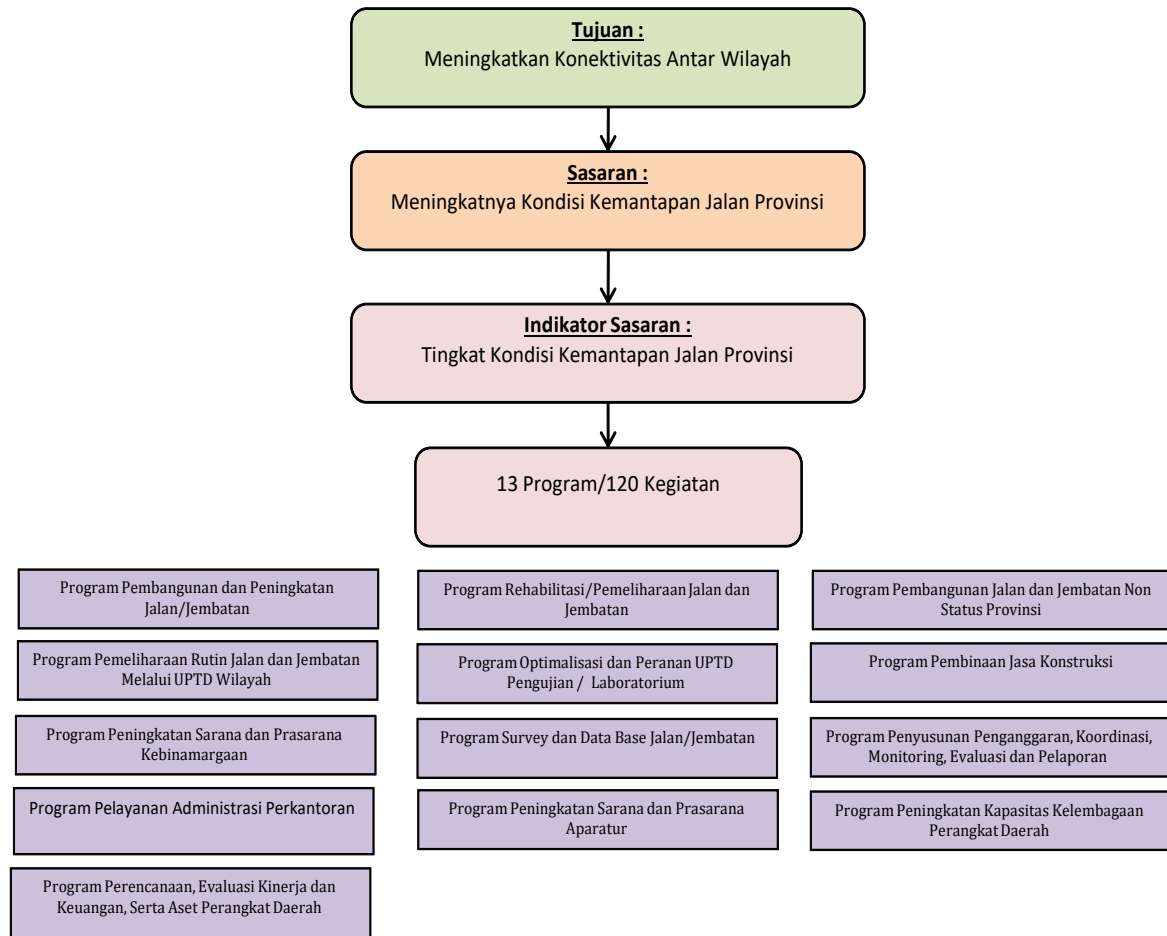 Tujuan :
Meningkatkan Konektivitas Antar Wilayah
Sasaran :
Meningkatnya Kondisi Kemantapan Jalan Provinsi
Indikator Sasaran :
Tingkat Kondisi Kemantapan Jalan Provinsi
13 Program/120 Kegiatan
Program Pembangunan dan Peningkatan
Jalan/Jembatan
Program Rehabilitasi/Pemeliharaan Jalan dan
Jembatan
Program Pembangunan Jalan dan Jembatan Non
Status Provinsi
Program Pemeliharaan Rutin Jalan dan Jembatan
Melalui UPTD Wilayah
Program Optimalisasi dan Peranan UPTD
Pengujian / Laboratorium
Program Pembinaan Jasa Konstruksi
Program Peningkatan Sarana dan Prasarana
Kebinamargaan
Program Survey dan Data Base Jalan/Jembatan
Program Penyusunan Penganggaran, Koordinasi,
Monitoring, Evaluasi dan Pelaporan
Program Pelayanan Administrasi Perkantoran
Program Peningkatan Sarana dan Prasarana
Aparatur
Program Peningkatan Kapasitas Kelembagaan
Perangkat Daerah
Program Perencanaan, Evaluasi Kinerja dan
Keuangan, Serta Aset Perangkat Daerah